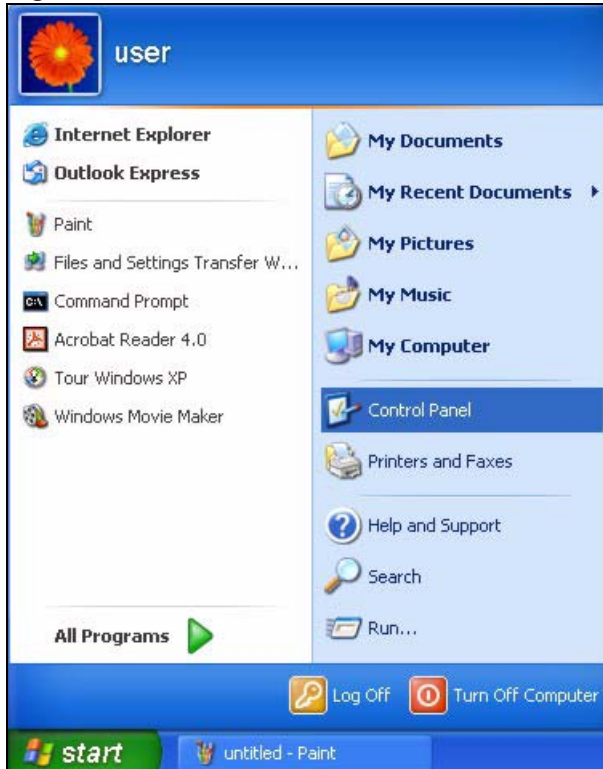 user
Internet Explorer
Outlook Express
Paint
Files and Settings Transfer W...
Command Prompt
Acrobat Reader 4.0
Tour Windows XP
Windows Movie Maker
All Programs
My Documents
My Recent Documents
My Pictures
My Music
My Computer
Control Panel
Printers and Faxes
Help and Support
Search
Run...
Log Off Turn Off Computer
start untitled - Paint